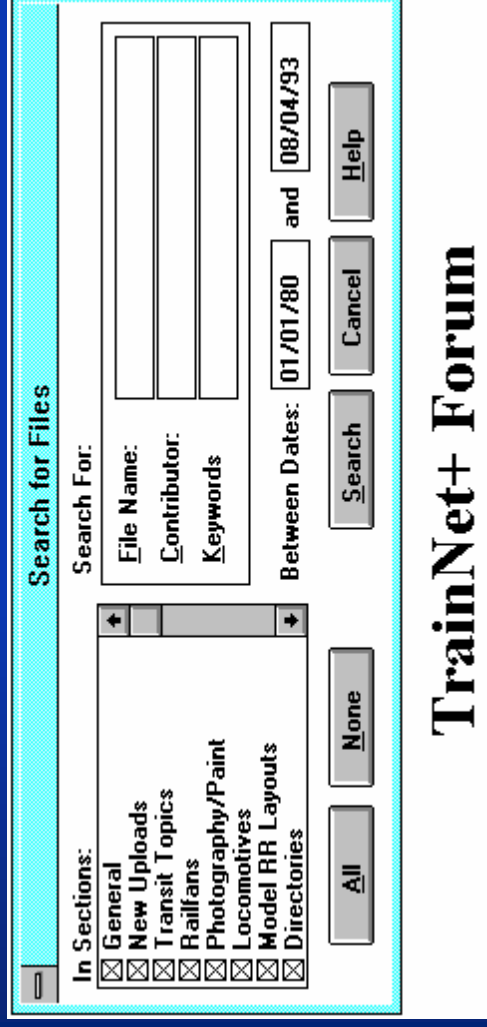 Search for Files
In Sections:
General
New Uploads
Transit Topics
Railfans
Photography/Paint
Locomotives
Model RR Layouts
Directories
All
None
Search For:
File Name:
Contributor:
Keywords
Between Dates: 01/01/80 and 08/04/93
Search
Cancel
Help
TrainNet+ Forum